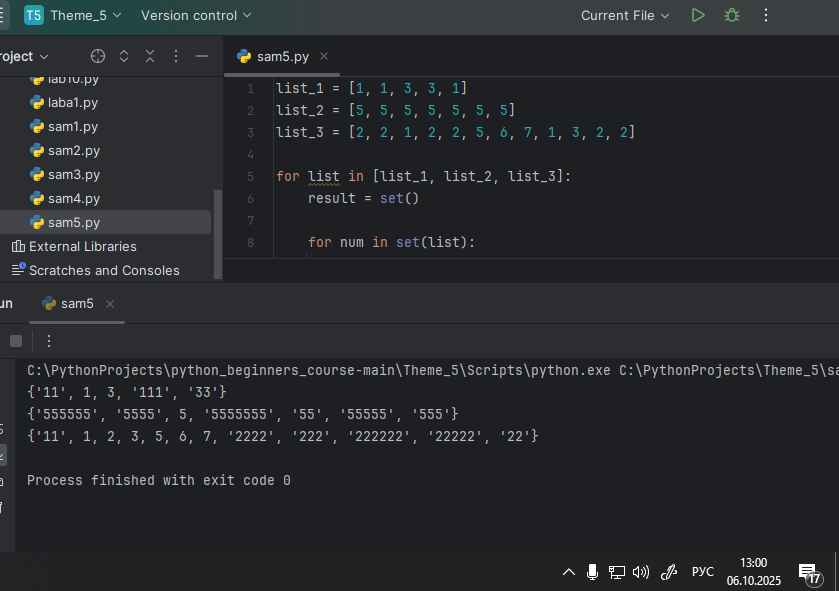 T5 Theme_5 Version control Current File
roject
sam5.py
lab10.py
laba1.py
sam1.py
sam2.py
sam3.py
sam4.py
sam5.py
External Libraries
Scratches and Consoles
1 list_1 = [1, 1, 3, 3, 1]
2 list_2 = [5, 5, 5, 5, 5, 5, 5]
3 list_3 = [2, 2, 1, 2, 2, 5, 6, 7, 1, 3, 2, 2]
4
5 for list in [list_1, list_2, list_3]:
6 result = set()
7
8 for num in set(list):
un sam5
C:\PythonProjects\python_beginners_course-main\Theme_5\Scripts\python.exe C:\PythonProjects\Theme_5\sa
{'11', 1, 3, '111', '33'}
{'555555', '5555', 5, '5555555', '55', '55555', '555'}
{'11', 1, 2, 3, 5, 6, 7, '2222', '222', '222222', '22222', '22'}
Process finished with exit code 0
РУС
13:00
06.10.2025
17